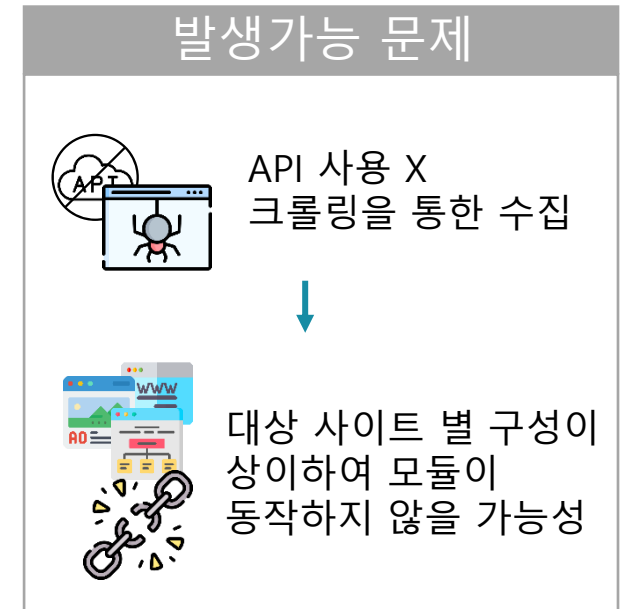 발생가능 문제
API
API 사용 X
크롤링을 통한 수집
WWW
AD
대상 사이트 별 구성이
상이하여 모듈이
동작하지 않을 가능성